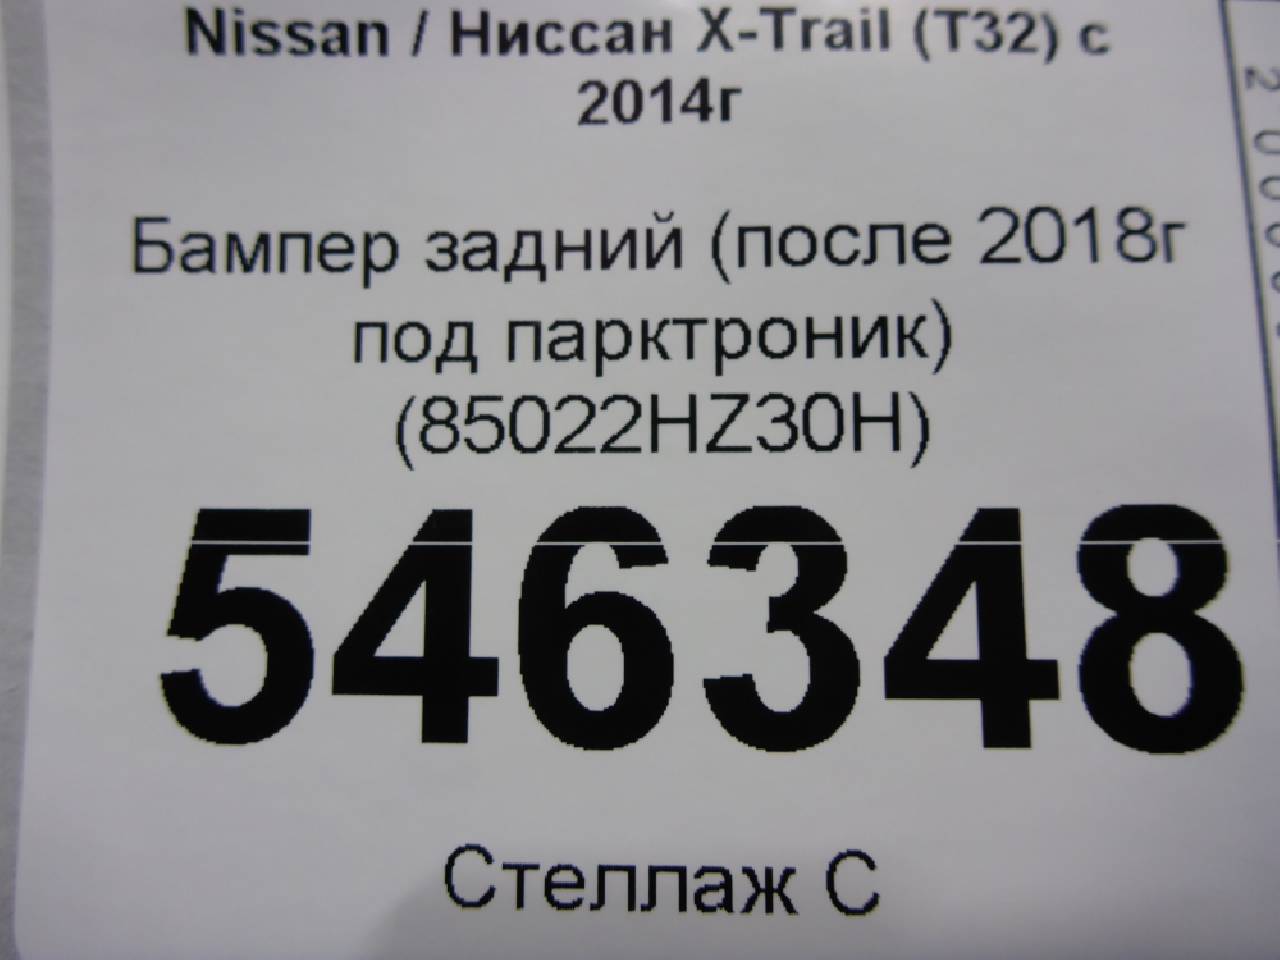 Nissan / Ниссан X-Trail (T32) с
2014г
Бампер задний (после 2018г
под парктроник)
(85022HZ30H)
546348
Стеллаж С